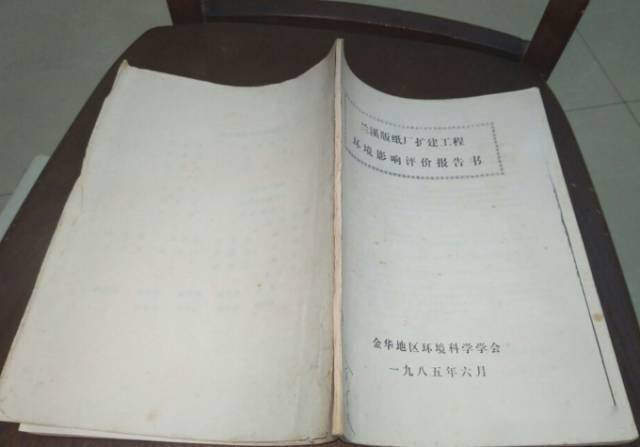 兰溪版纸厂扩建工程
环境影响评价报告书
金华地区环境科学学会
一九八五年六月